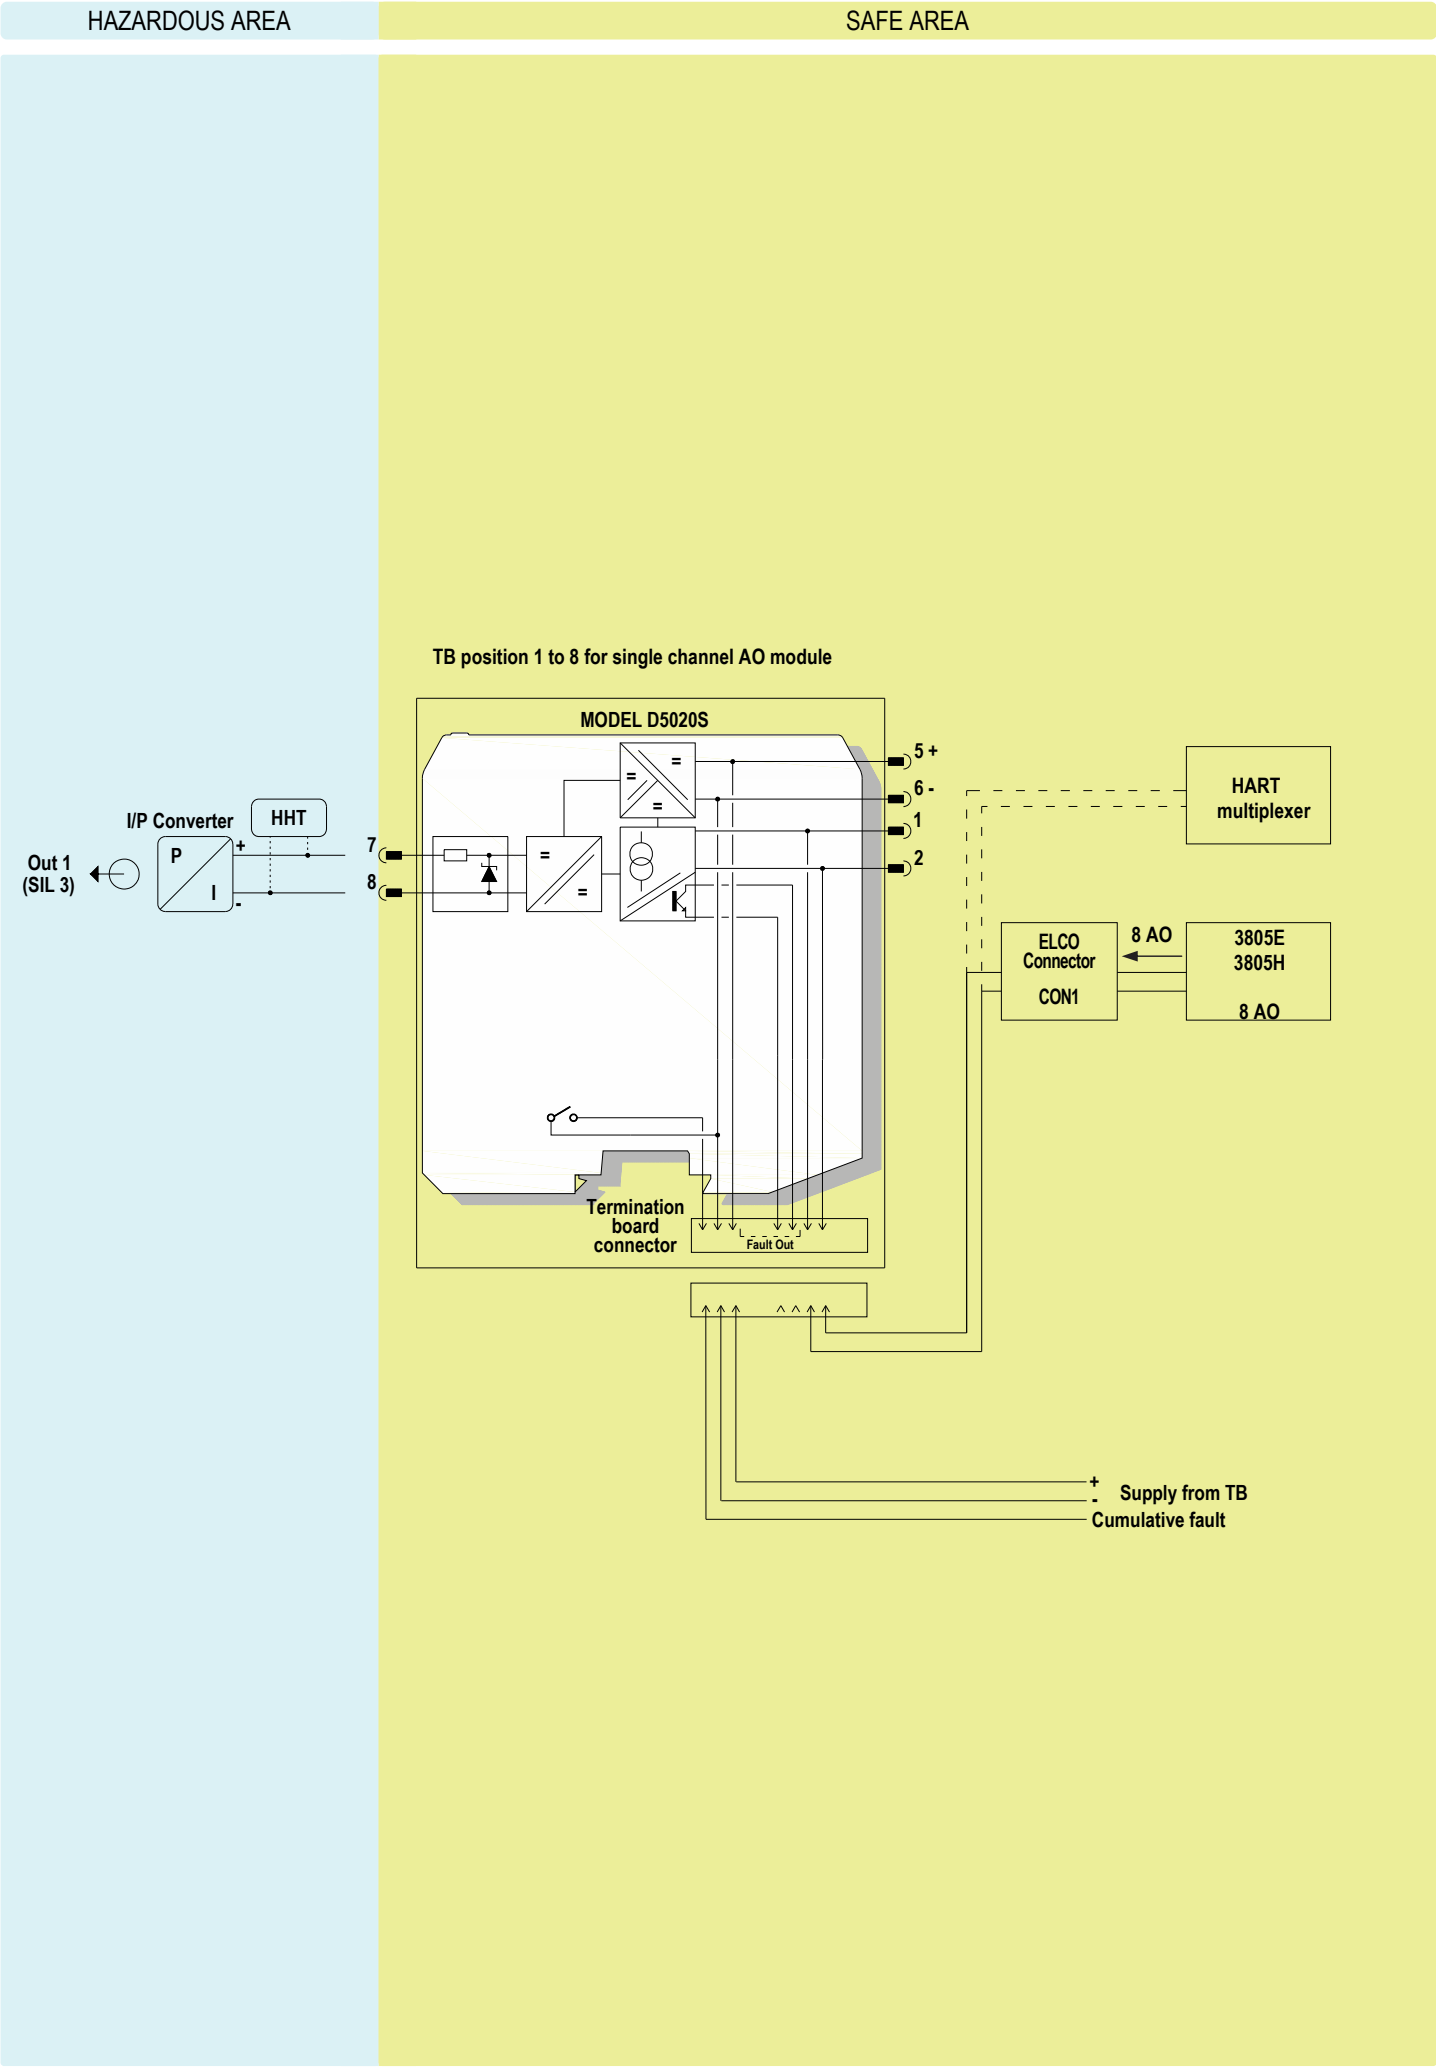 HAZARDOUS AREA
SAFE AREA
TB position 1 to 8 for single channel AO module
MODEL D5020S
5 +
6 -
1
2
HART
multiplexer
HHT
I/P Converter
+
P
I
-
Out 1
(SIL 3)
7
8
=
=
=
=
=
ELCO
Connector
CON1
8 AO
3805E
3805H
8 AO
Termination
board
connector
Fault Out
+
-
Supply from TB
Cumulative fault